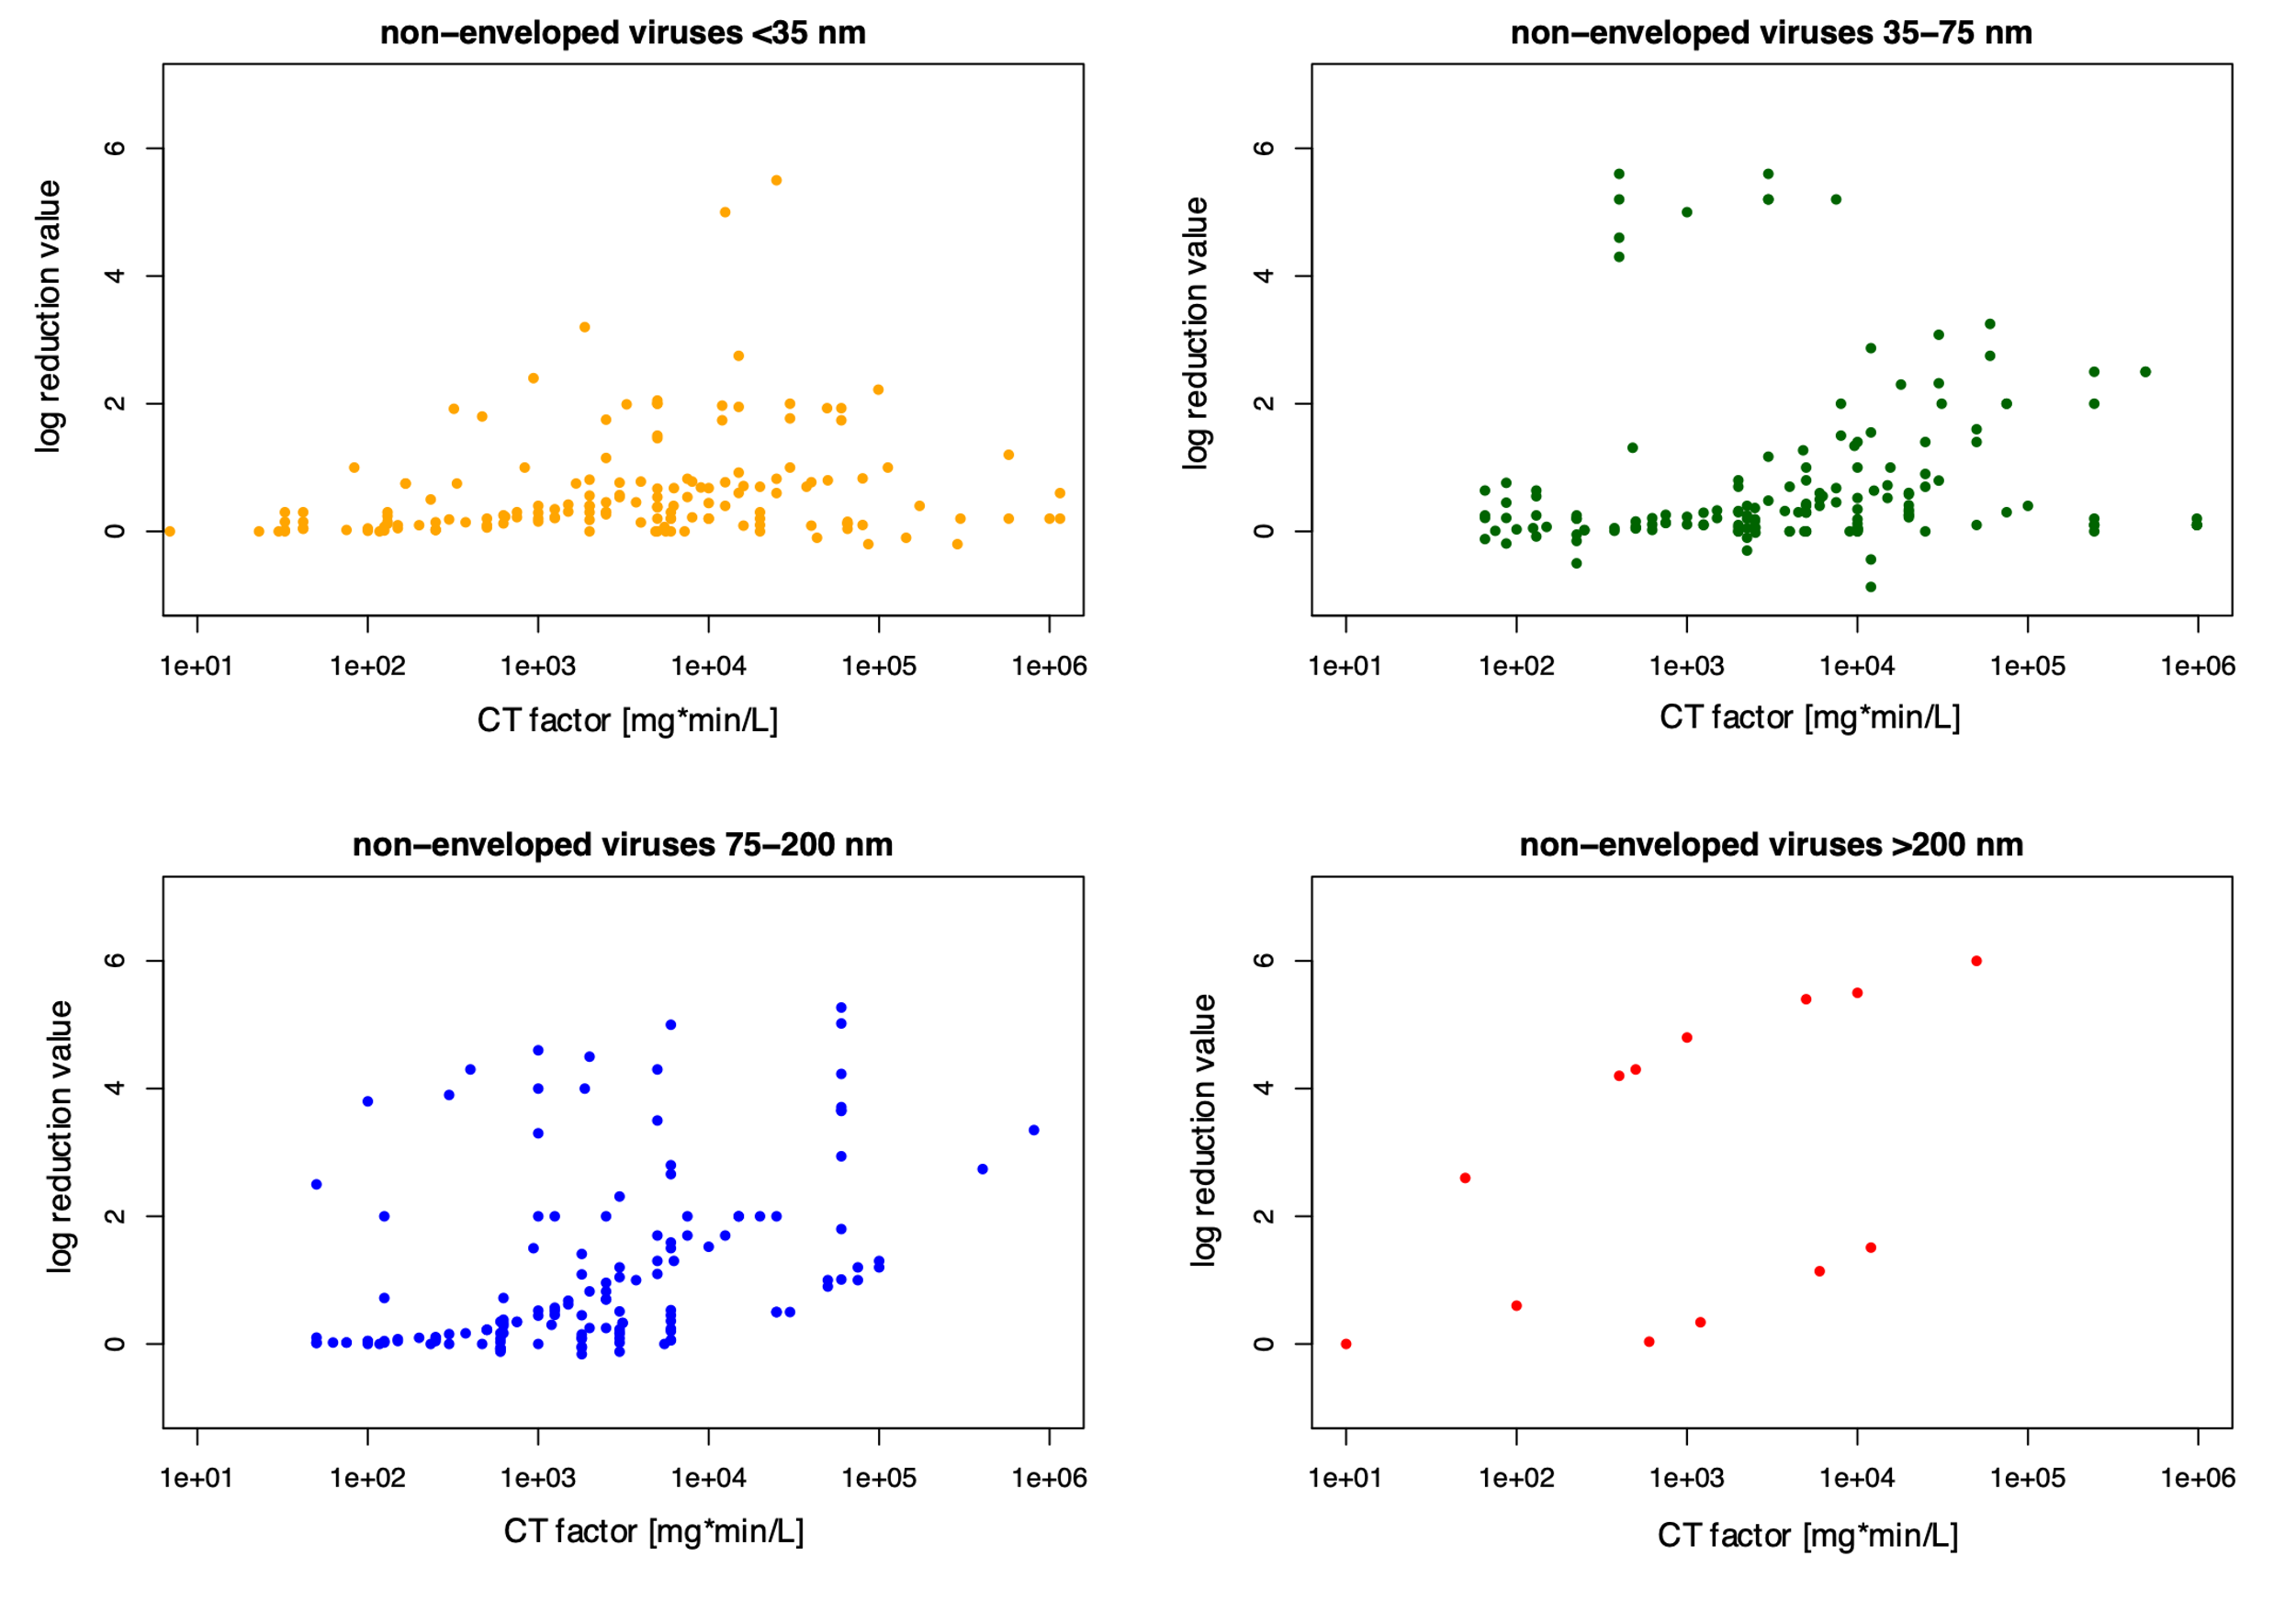 non−enveloped viruses <35 nm
log reduction value
6
4
2
0
1e+01 1e+02 1e+03 1e+04 1e+05 1e+06
CT factor [mg*min/L]
non−enveloped viruses 35−75 nm
log reduction value
6
4
2
0
1e+01 1e+02 1e+03 1e+04 1e+05 1e+06
CT factor [mg*min/L]
non−enveloped viruses 75−200 nm
log reduction value
6
4
2
0
1e+01 1e+02 1e+03 1e+04 1e+05 1e+06
CT factor [mg*min/L]
non−enveloped viruses >200 nm
log reduction value
6
4
2
0
1e+01 1e+02 1e+03 1e+04 1e+05 1e+06
CT factor [mg*min/L]